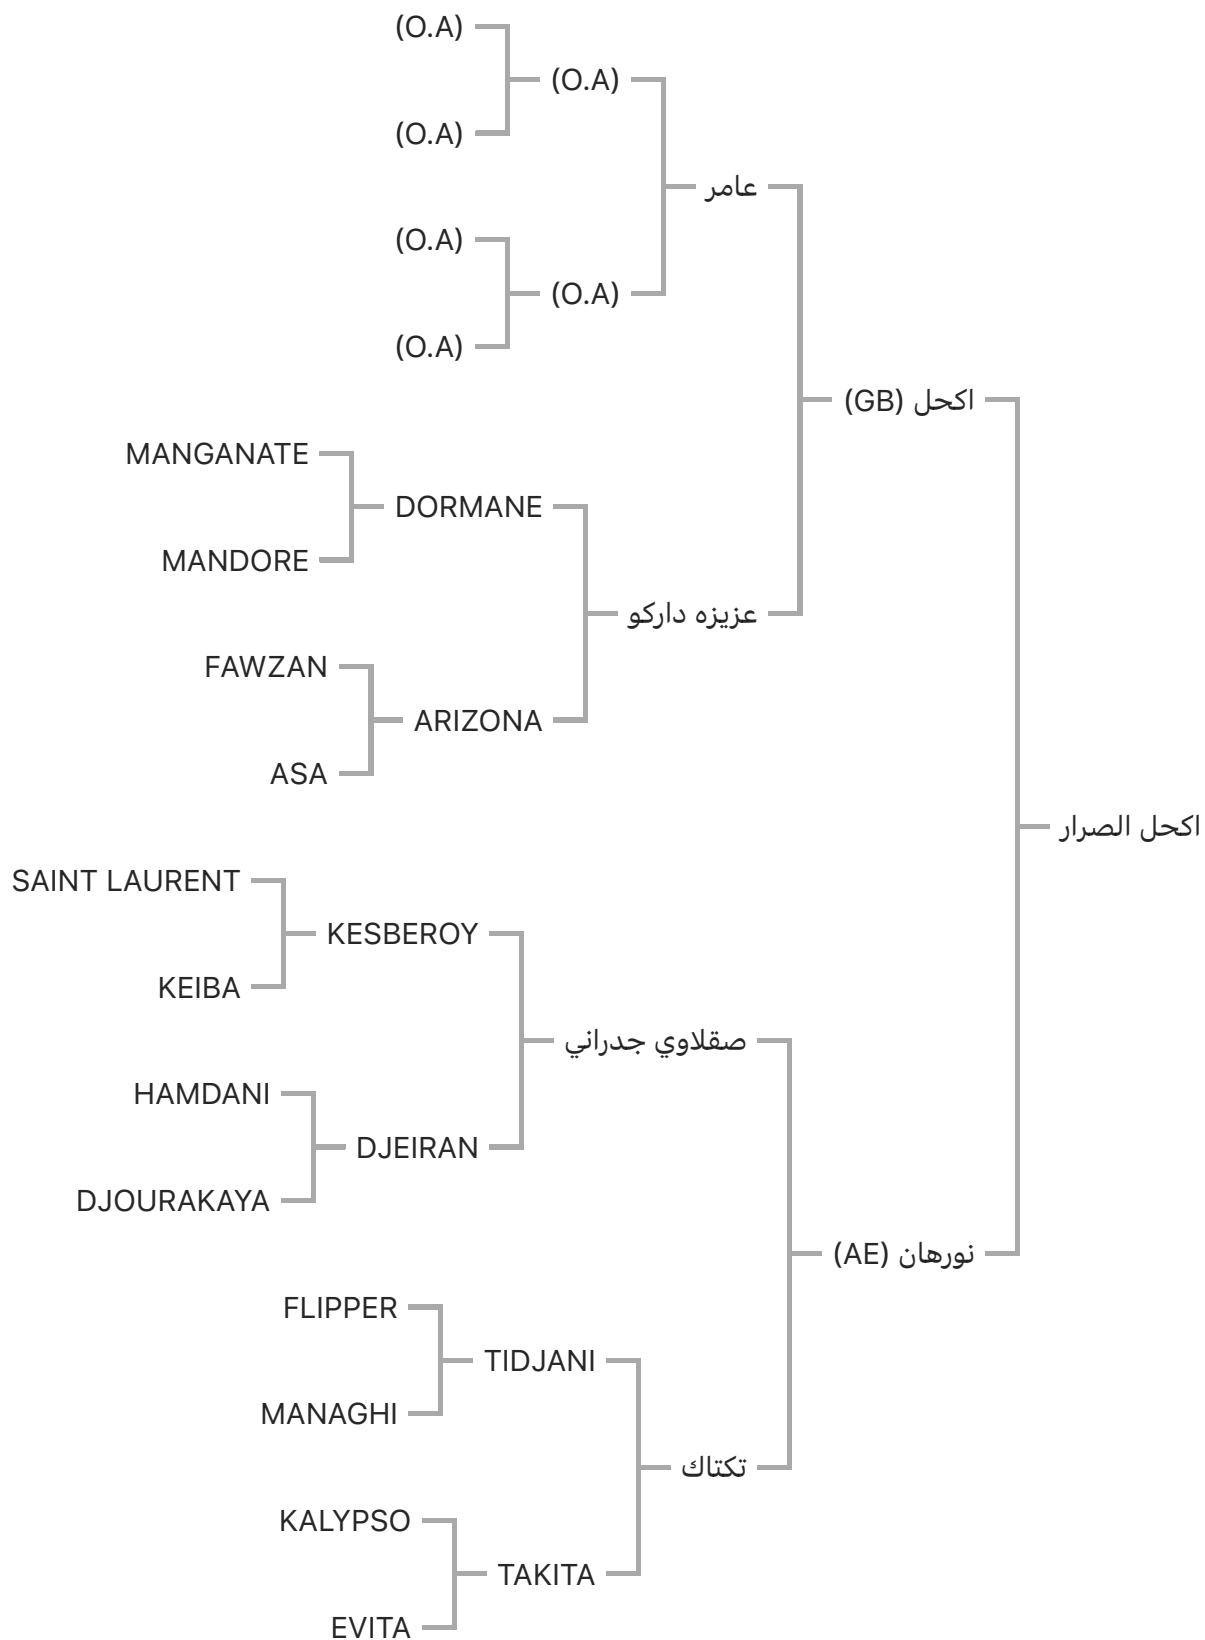 (O.A)
(O.A)
(O.A)
عامر
(O.A)
(O.A)
(O.A)
اكحل (GB)
MANGANATE
DORMANE
MANDORE
عزيزه داركو
FAWZAN
ARIZONA
ASA
اكحل الصرار
SAINT LAURENT
KESBEROY
KEIBA
صقلاوي جدراني
HAMDANI
DJEIRAN
DJOURAKAYA
نورهان (AE)
FLIPPER
TIDJANI
MANAGHI
تكتاك
KALYPSO
TAKITA
EVITA